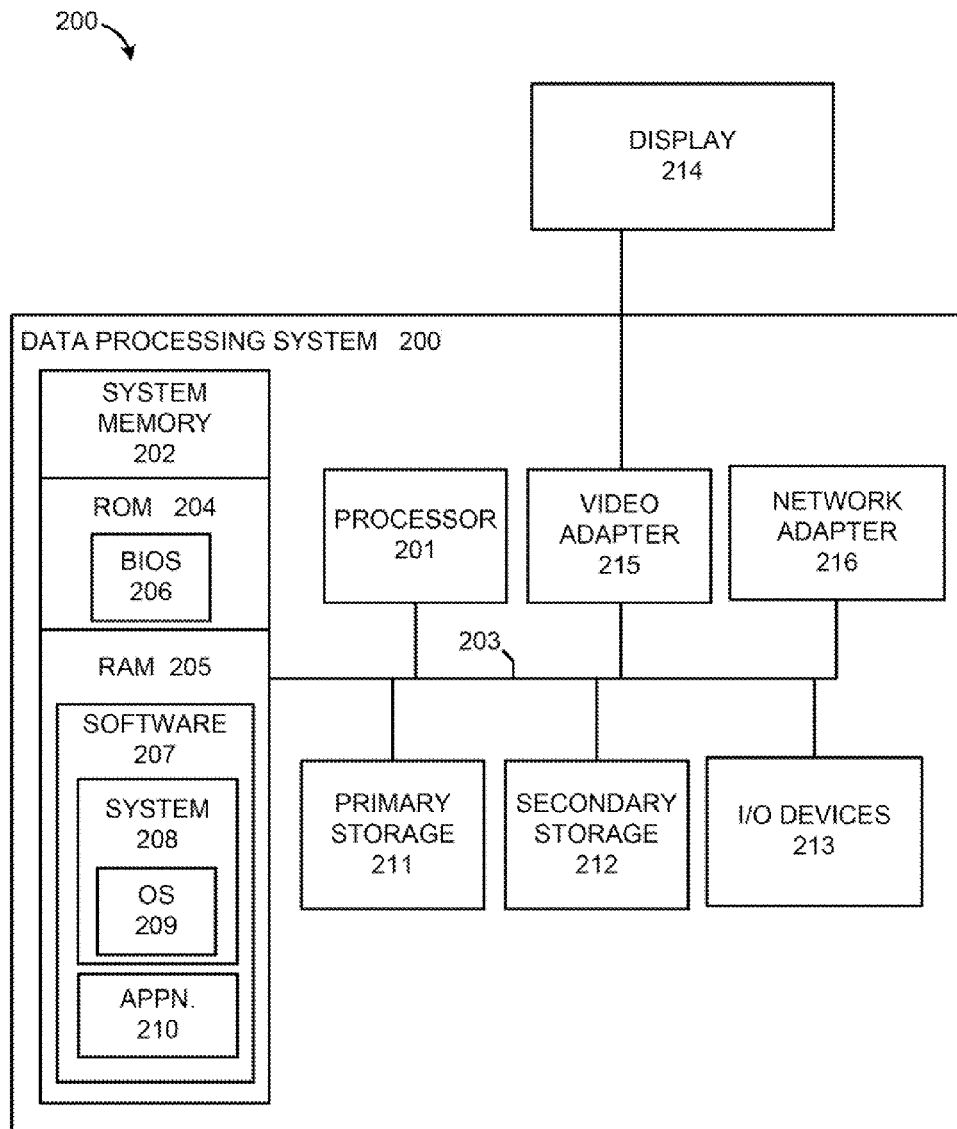 200
DISPLAY
214
DATA PROCESSING SYSTEM 200
SYSTEM
MEMORY
202
ROM 204
BIOS
206
PROCESSOR
201
VIDEO
ADAPTER
215
NETWORK
ADAPTER
216
203
RAM 205
SOFTWARE
207
SYSTEM
208
OS
209
APPN.
210
PRIMARY
STORAGE
211
SECONDARY
STORAGE
212
I/O DEVICES
213